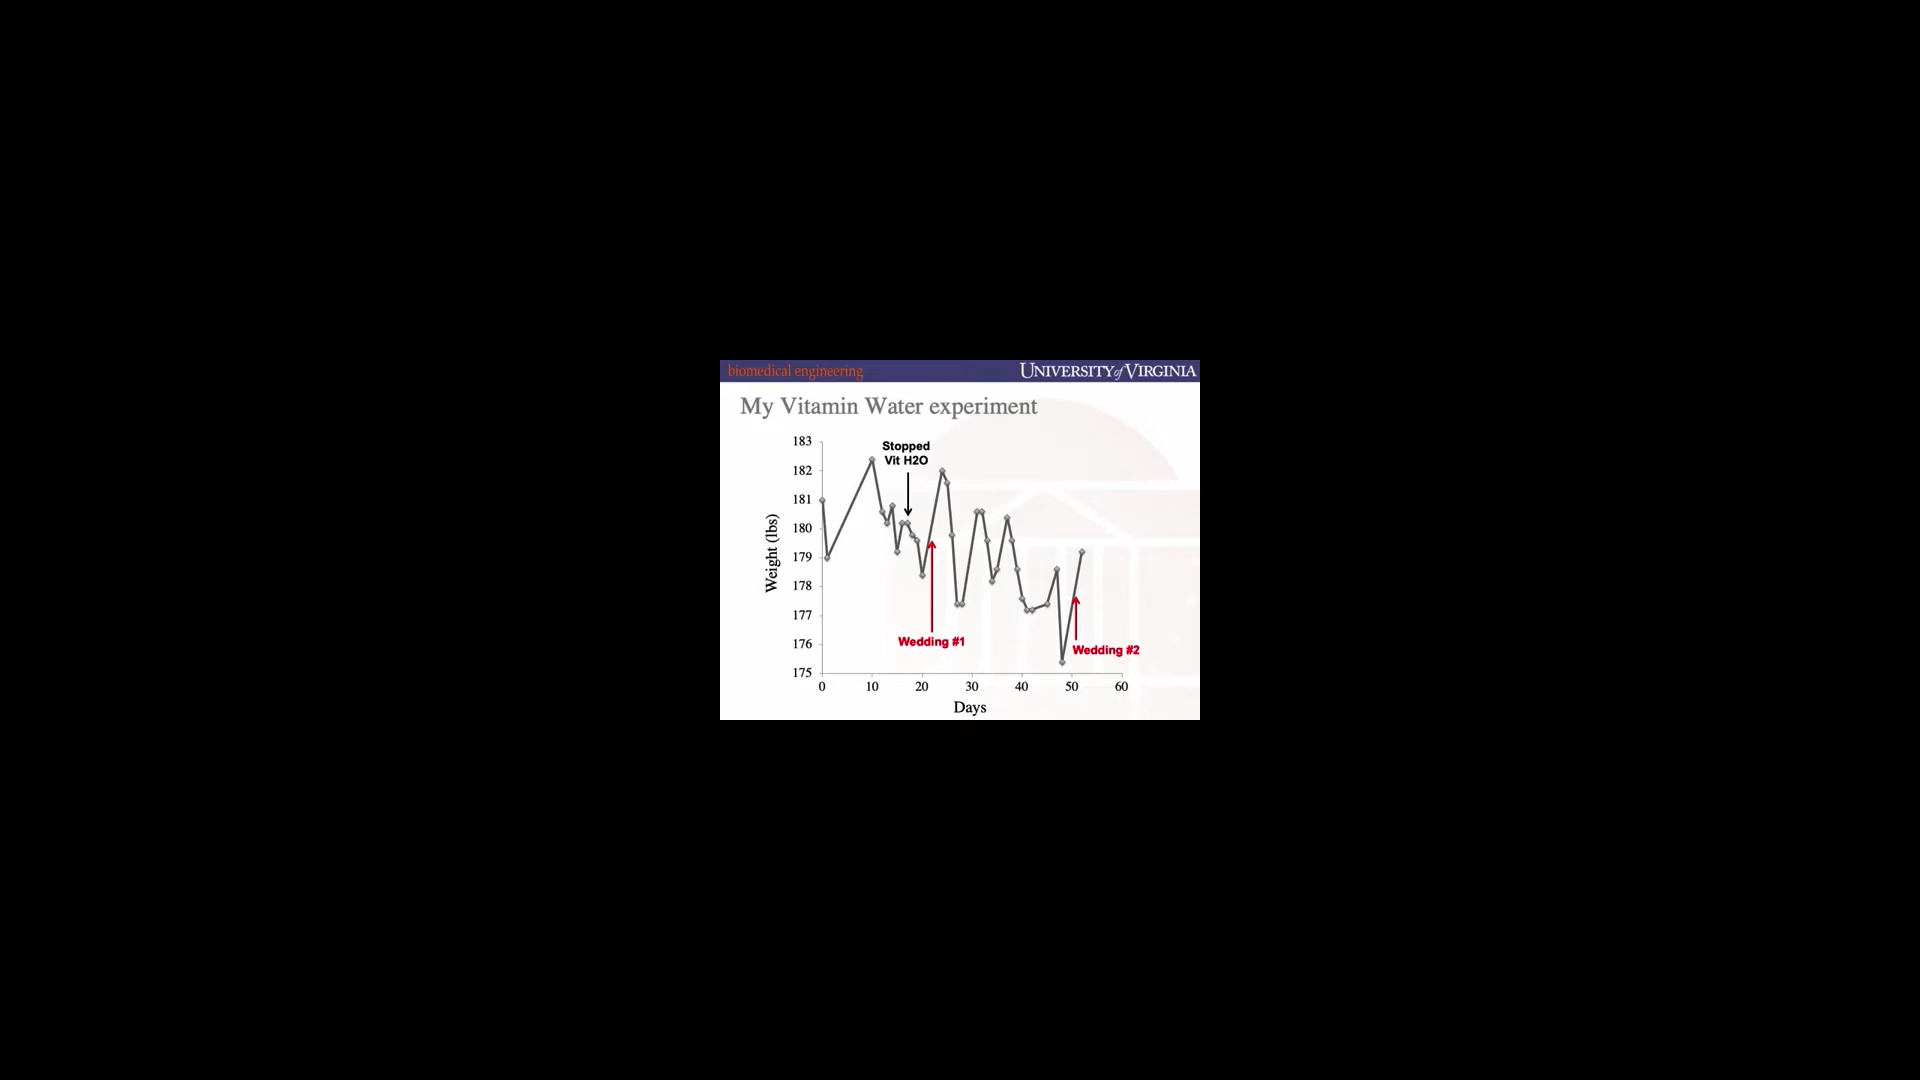 biomedical engineering
UNIVERSITY of VIRGINIA
My Vitamin Water experiment
183
182
181
180
179
178
177
176
175
Weight (lbs)
Stopped
Vit H2O
Wedding #1
Wedding #2
0 10 20 30 40 50 60
Days